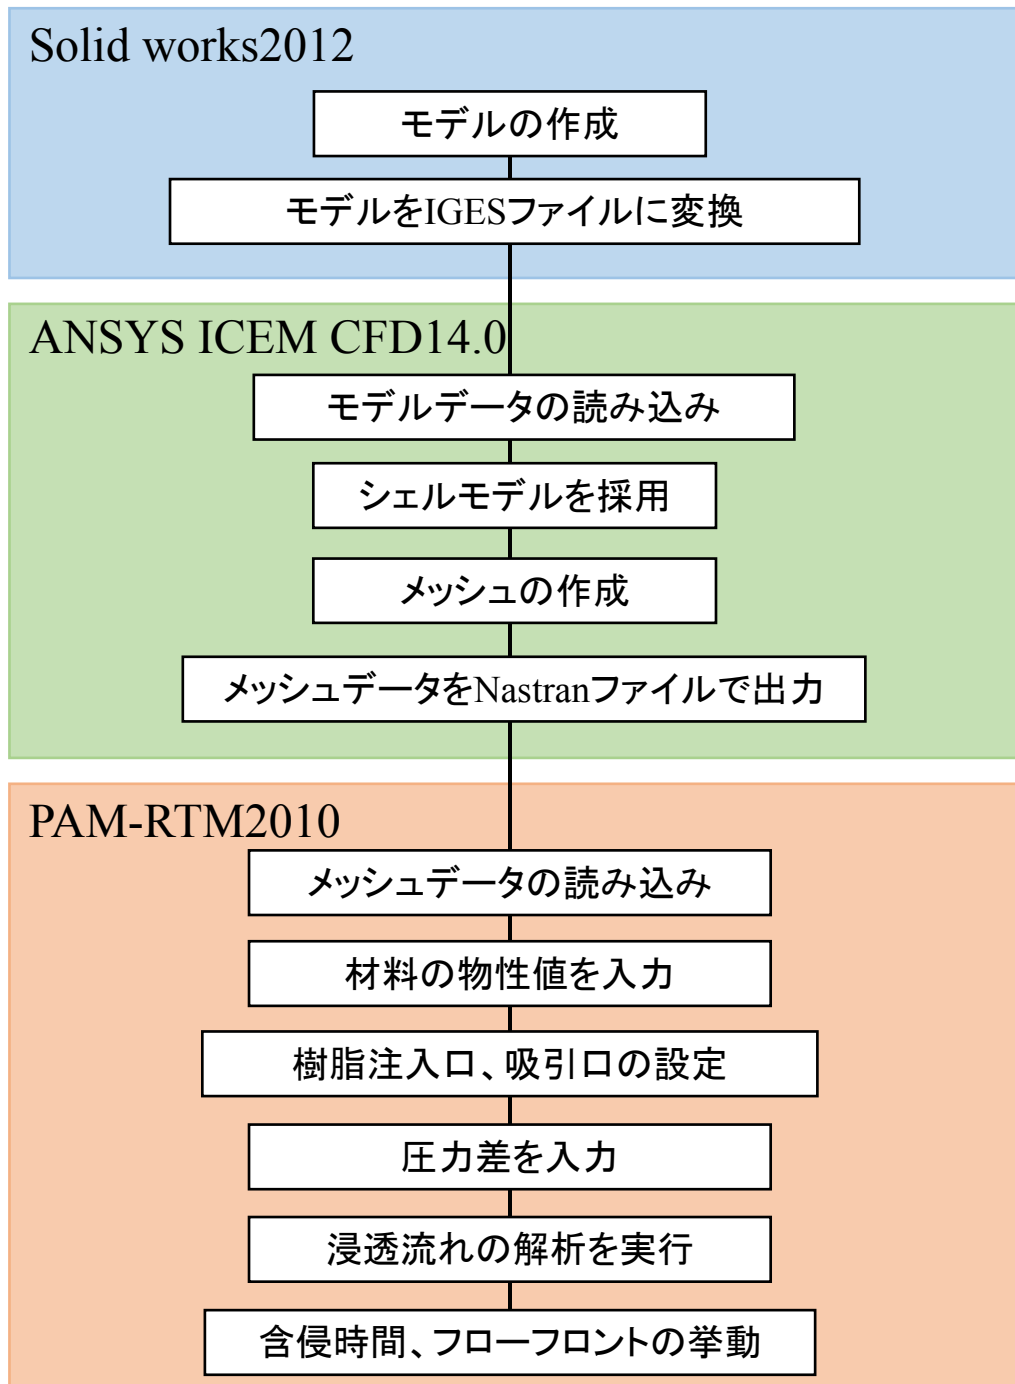 Solid works2012
モデルの作成
モデルをIGESファイルに変換
ANSYS ICEM CFD14.0
モデルデータの読み込み
シェルモデルを採用
メッシュの作成
メッシュデータをNastranファイルで出力
PAM-RTM2010
メッシュデータの読み込み
材料の物性値を入力
樹脂注入口、吸引口の設定
圧力差を入力
浸透流れの解析を実行
含侵時間、フローフロントの挙動